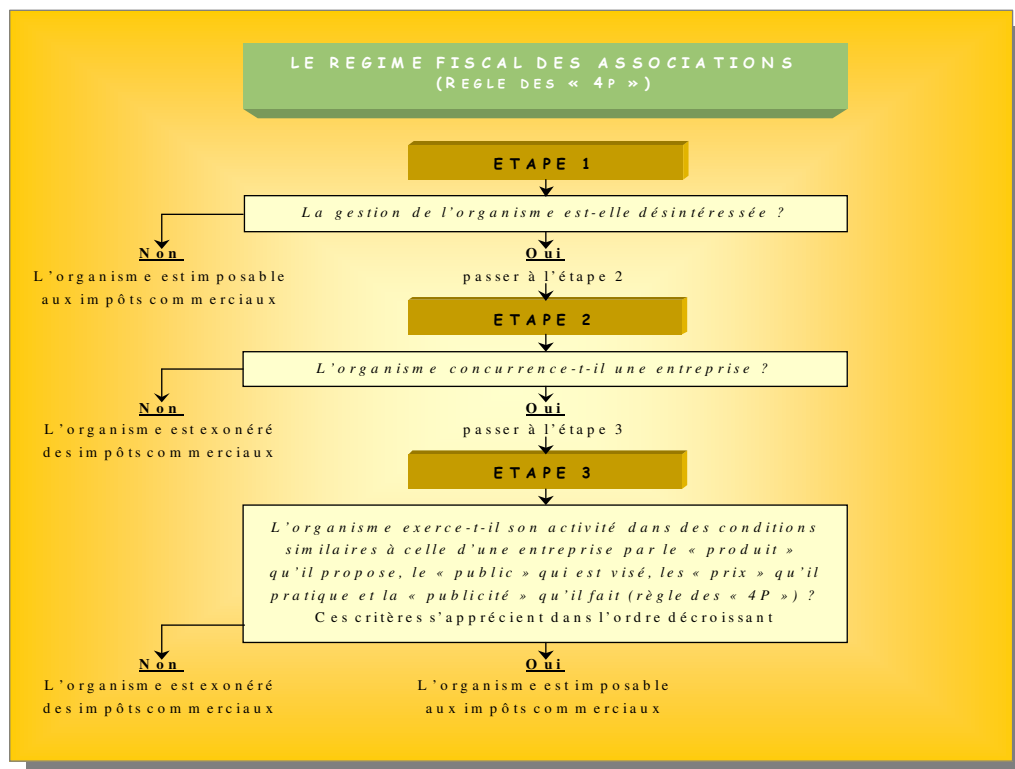 LE REGIME FISCAL DES ASSOCIATIONS
(REGLE DES « 4P »)
ETAPE 1
La gestion de l'organisme est-elle désintéressée ?
Non
L'organisme est imposable
aux impôts commerciaux
Oui
passer à l'étape 2
ETAPE 2
L'organisme concurrence-t-il une entreprise ?
Non
L'organisme est exonéré
des impôts commerciaux
Oui
passer à l'étape 3
ETAPE 3
L'organisme exerce-t-il son activité dans des conditions
similaires à celle d'une entreprise par le « produit »
qu'il propose, le « public » qui est visé, les « prix » qu'il
pratique et la « publicité » qu'il fait (règle des « 4P ») ?
Ces critères s'apprécient dans l'ordre décroissant
Non
L'organisme est exonéré
des impôts commerciaux
Oui
L'organisme est imposable
aux impôts commerciaux